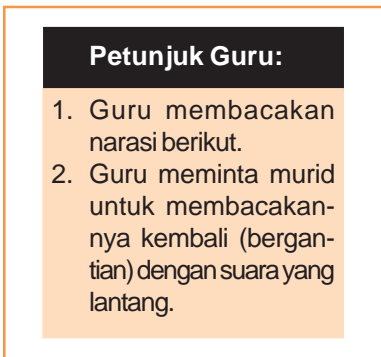 Petunjuk Guru:
1. Guru membacakan
narasi berikut.
2. Guru meminta murid
untuk membacakan-
nya kembali (bergan-
tian) dengan suara yang
lantang.